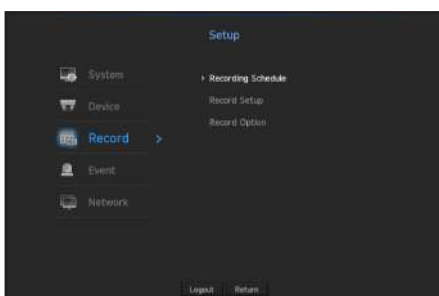 Setup
System
Device
Record >
Event
Network
› Recording Schedule
Record Setup
Record Option
Logout Return